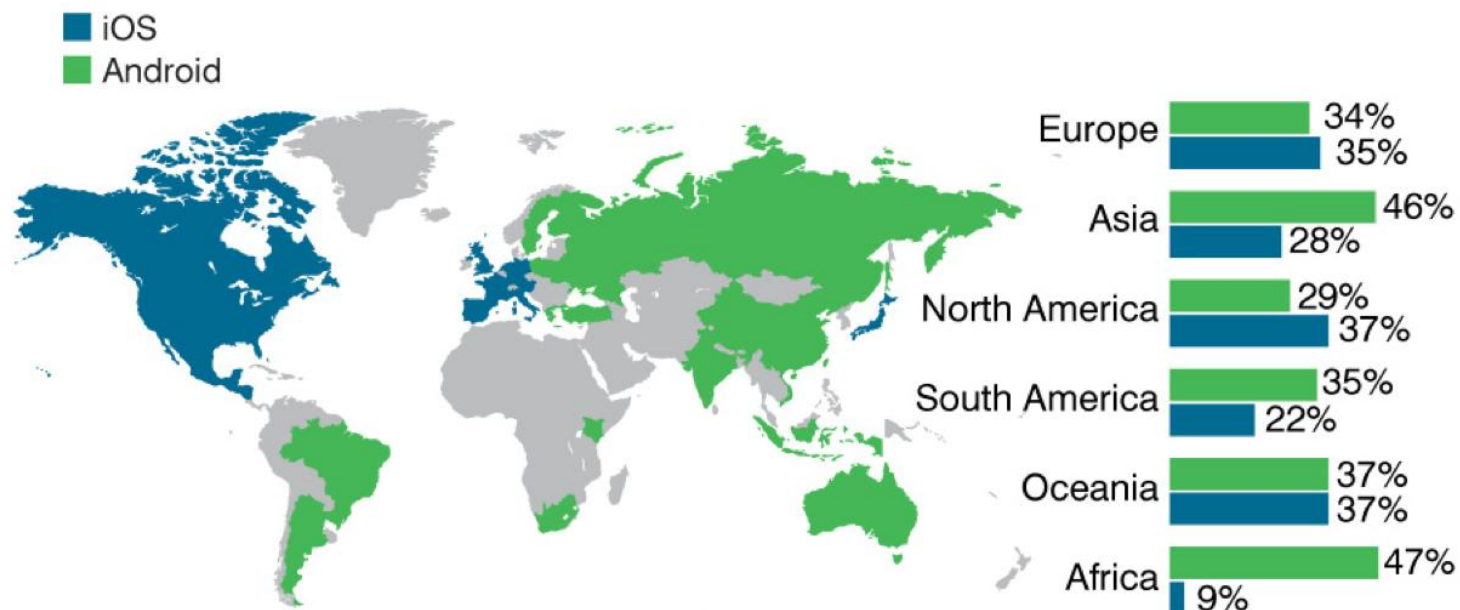 iOS
Android
Europe
34%
35%
Asia
46%
28%
North America
29%
37%
South America
35%
22%
Oceania
37%
37%
Africa
47%
9%